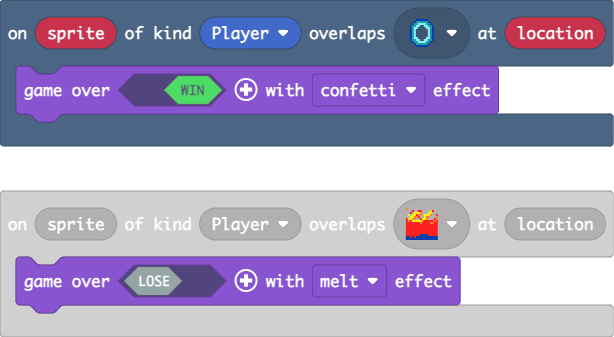 on sprite of kind Player overlaps at location
game over WIN with confetti effect
on sprite of kind Player overlaps at location
game over LOSE with melt effect